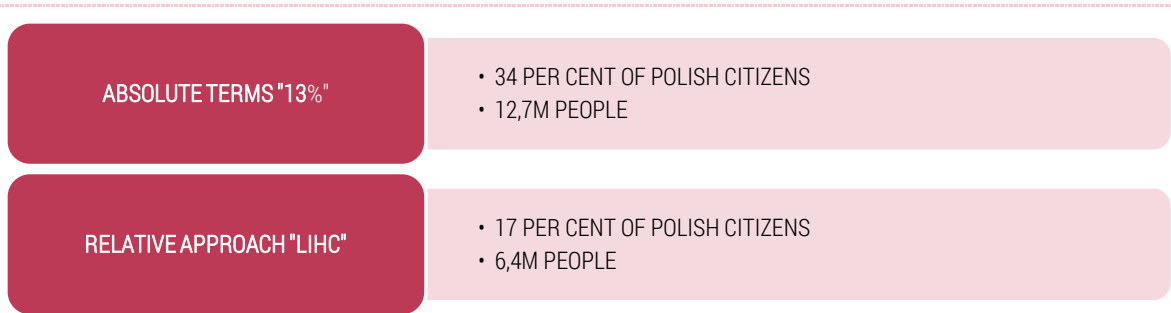 ABSOLUTE TERMS "13%"
• 34 PER CENT OF POLISH CITIZENS
• 12,7M PEOPLE
RELATIVE APPROACH "LIHC"
• 17 PER CENT OF POLISH CITIZENS
• 6,4M PEOPLE